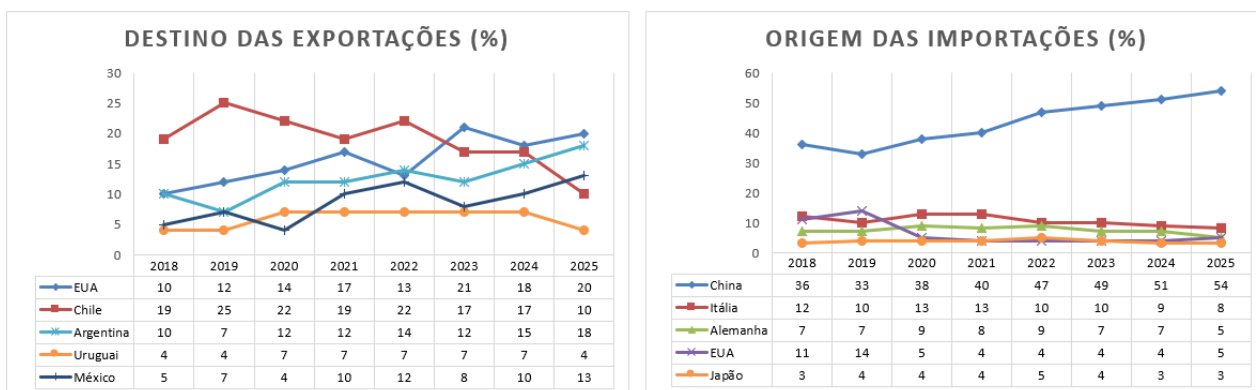 DESTINO DAS EXPORTAÇÕES (%)
30
25
20
15
10
5
0
2018 2019 2020 2021 2022 2023 2024 2025
EUA 10 12 14 17 13 21 18 20
Chile 19 25 22 19 22 17 17 10
Argentina 10 7 12 12 14 12 15 18
Uruguai 4 4 7 7 7 7 7 4
México 5 7 4 10 12 8 10 13
ORIGEM DAS IMPORTAÇÕES (%)
60
50
40
30
20
10
0
2018 2019 2020 2021 2022 2023 2024 2025
China 36 33 38 40 47 49 51 54
Itália 12 10 13 13 10 10 9 8
Alemanha 7 7 9 8 9 7 7 5
EUA 11 14 5 4 4 4 4 5
Japão 3 4 4 4 5 4 3 3